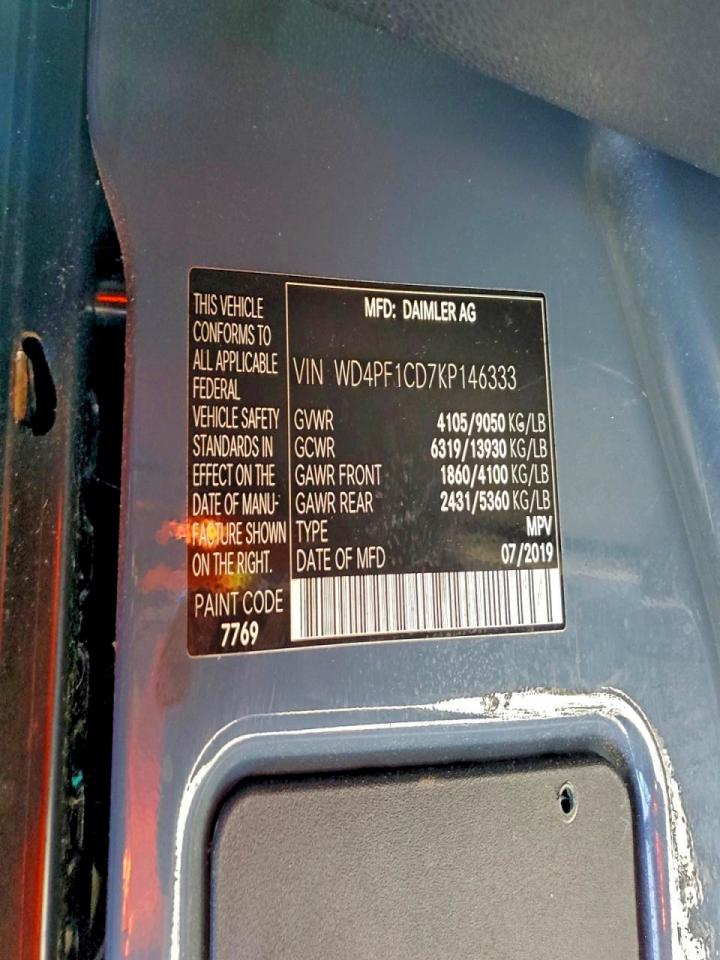 THIS VEHICLE
CONFORMS TO
ALL APPLICABLE
FEDERAL
VEHICLE SAFETY
STANDARDS IN
EFFECT ON THE
DATE OF MANU-
FACTURE SHOWN
ON THE RIGHT.
PAINT CODE
7769
MFD: DAIMLER AG
VIN WD4PF1CD7KP146333
GVWR 4105/9050 KG/LB
GCWR 6319/13930 KG/LB
GAWR FRONT 1860/4100 KG/LB
GAWR REAR 2431/5360 KG/LB
TYPE MPV
DATE OF MFD 07/2019